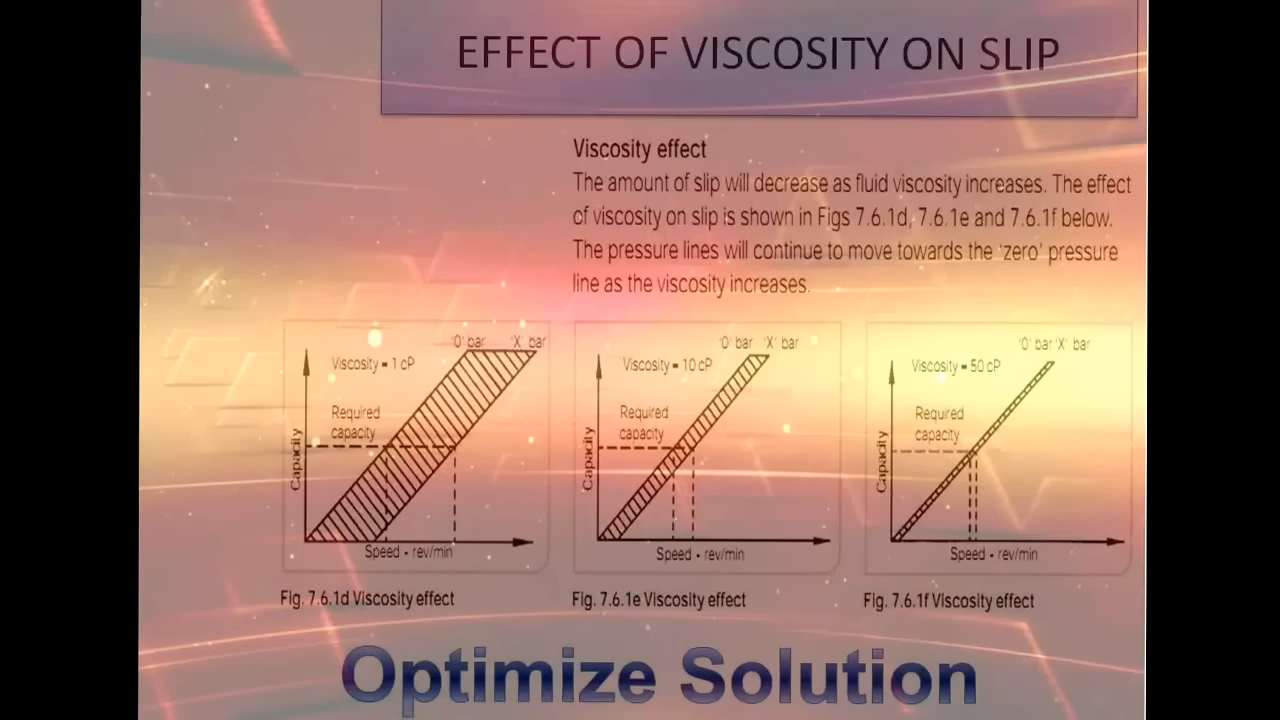 EFFECT OF VISCOSITY ON SLIP
Viscosity effect
The amount of slip will decrease as fluid viscosity increases. The effect
of viscosity on slip is shown in Figs 7.6.1d, 7.6.1e and 7.6.1f below.
The pressure lines will continue to move towards the 'zero' pressure
line as the viscosity increases.
'0' bar 'X' bar
Viscosity = 1 cP
Required
capacity
Capacity
Speed - rev/min
Fig. 7.6.1d Viscosity effect
'0' bar 'X' bar
Viscosity = 10 cP
Required
capacity
Capacity
Speed - rev/min
Fig. 7.6.1e Viscosity effect
'0' bar 'X' bar
Viscosity = 50 cP
Required
capacity
Capacity
Speed - rev/min
Fig. 7.6.1f Viscosity effect
Optimize Solution